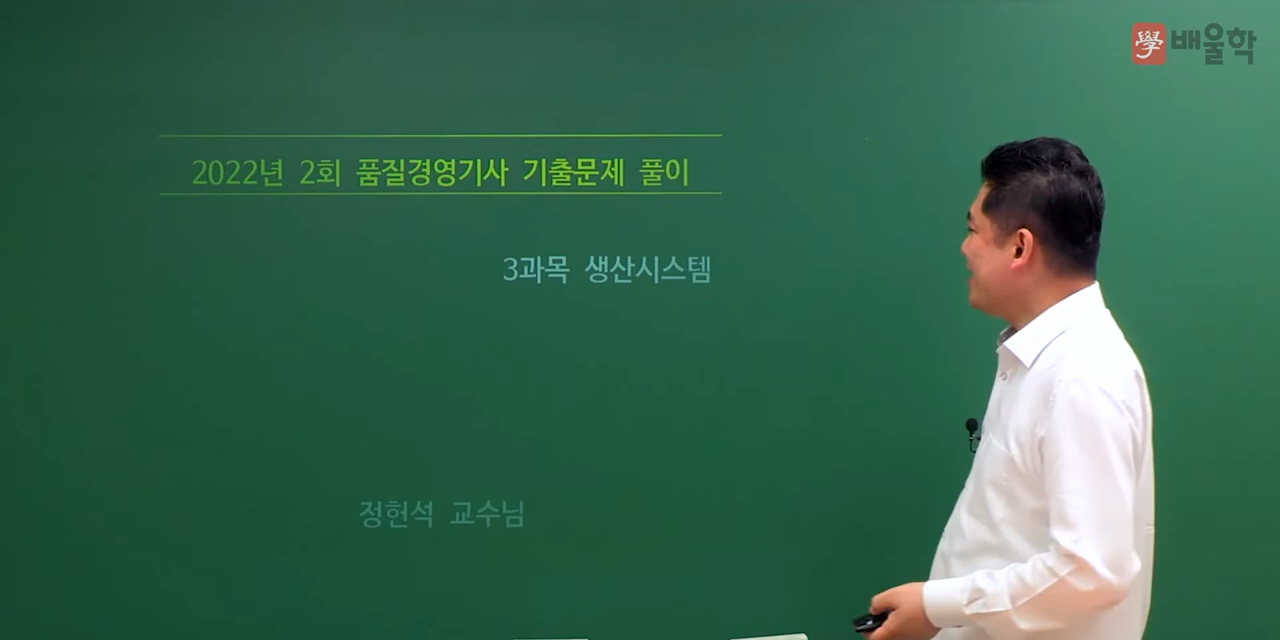 學 배울학
2022년 2회 품질경영기사 기출문제 풀이
3과목 생산시스템
정현석 교수님